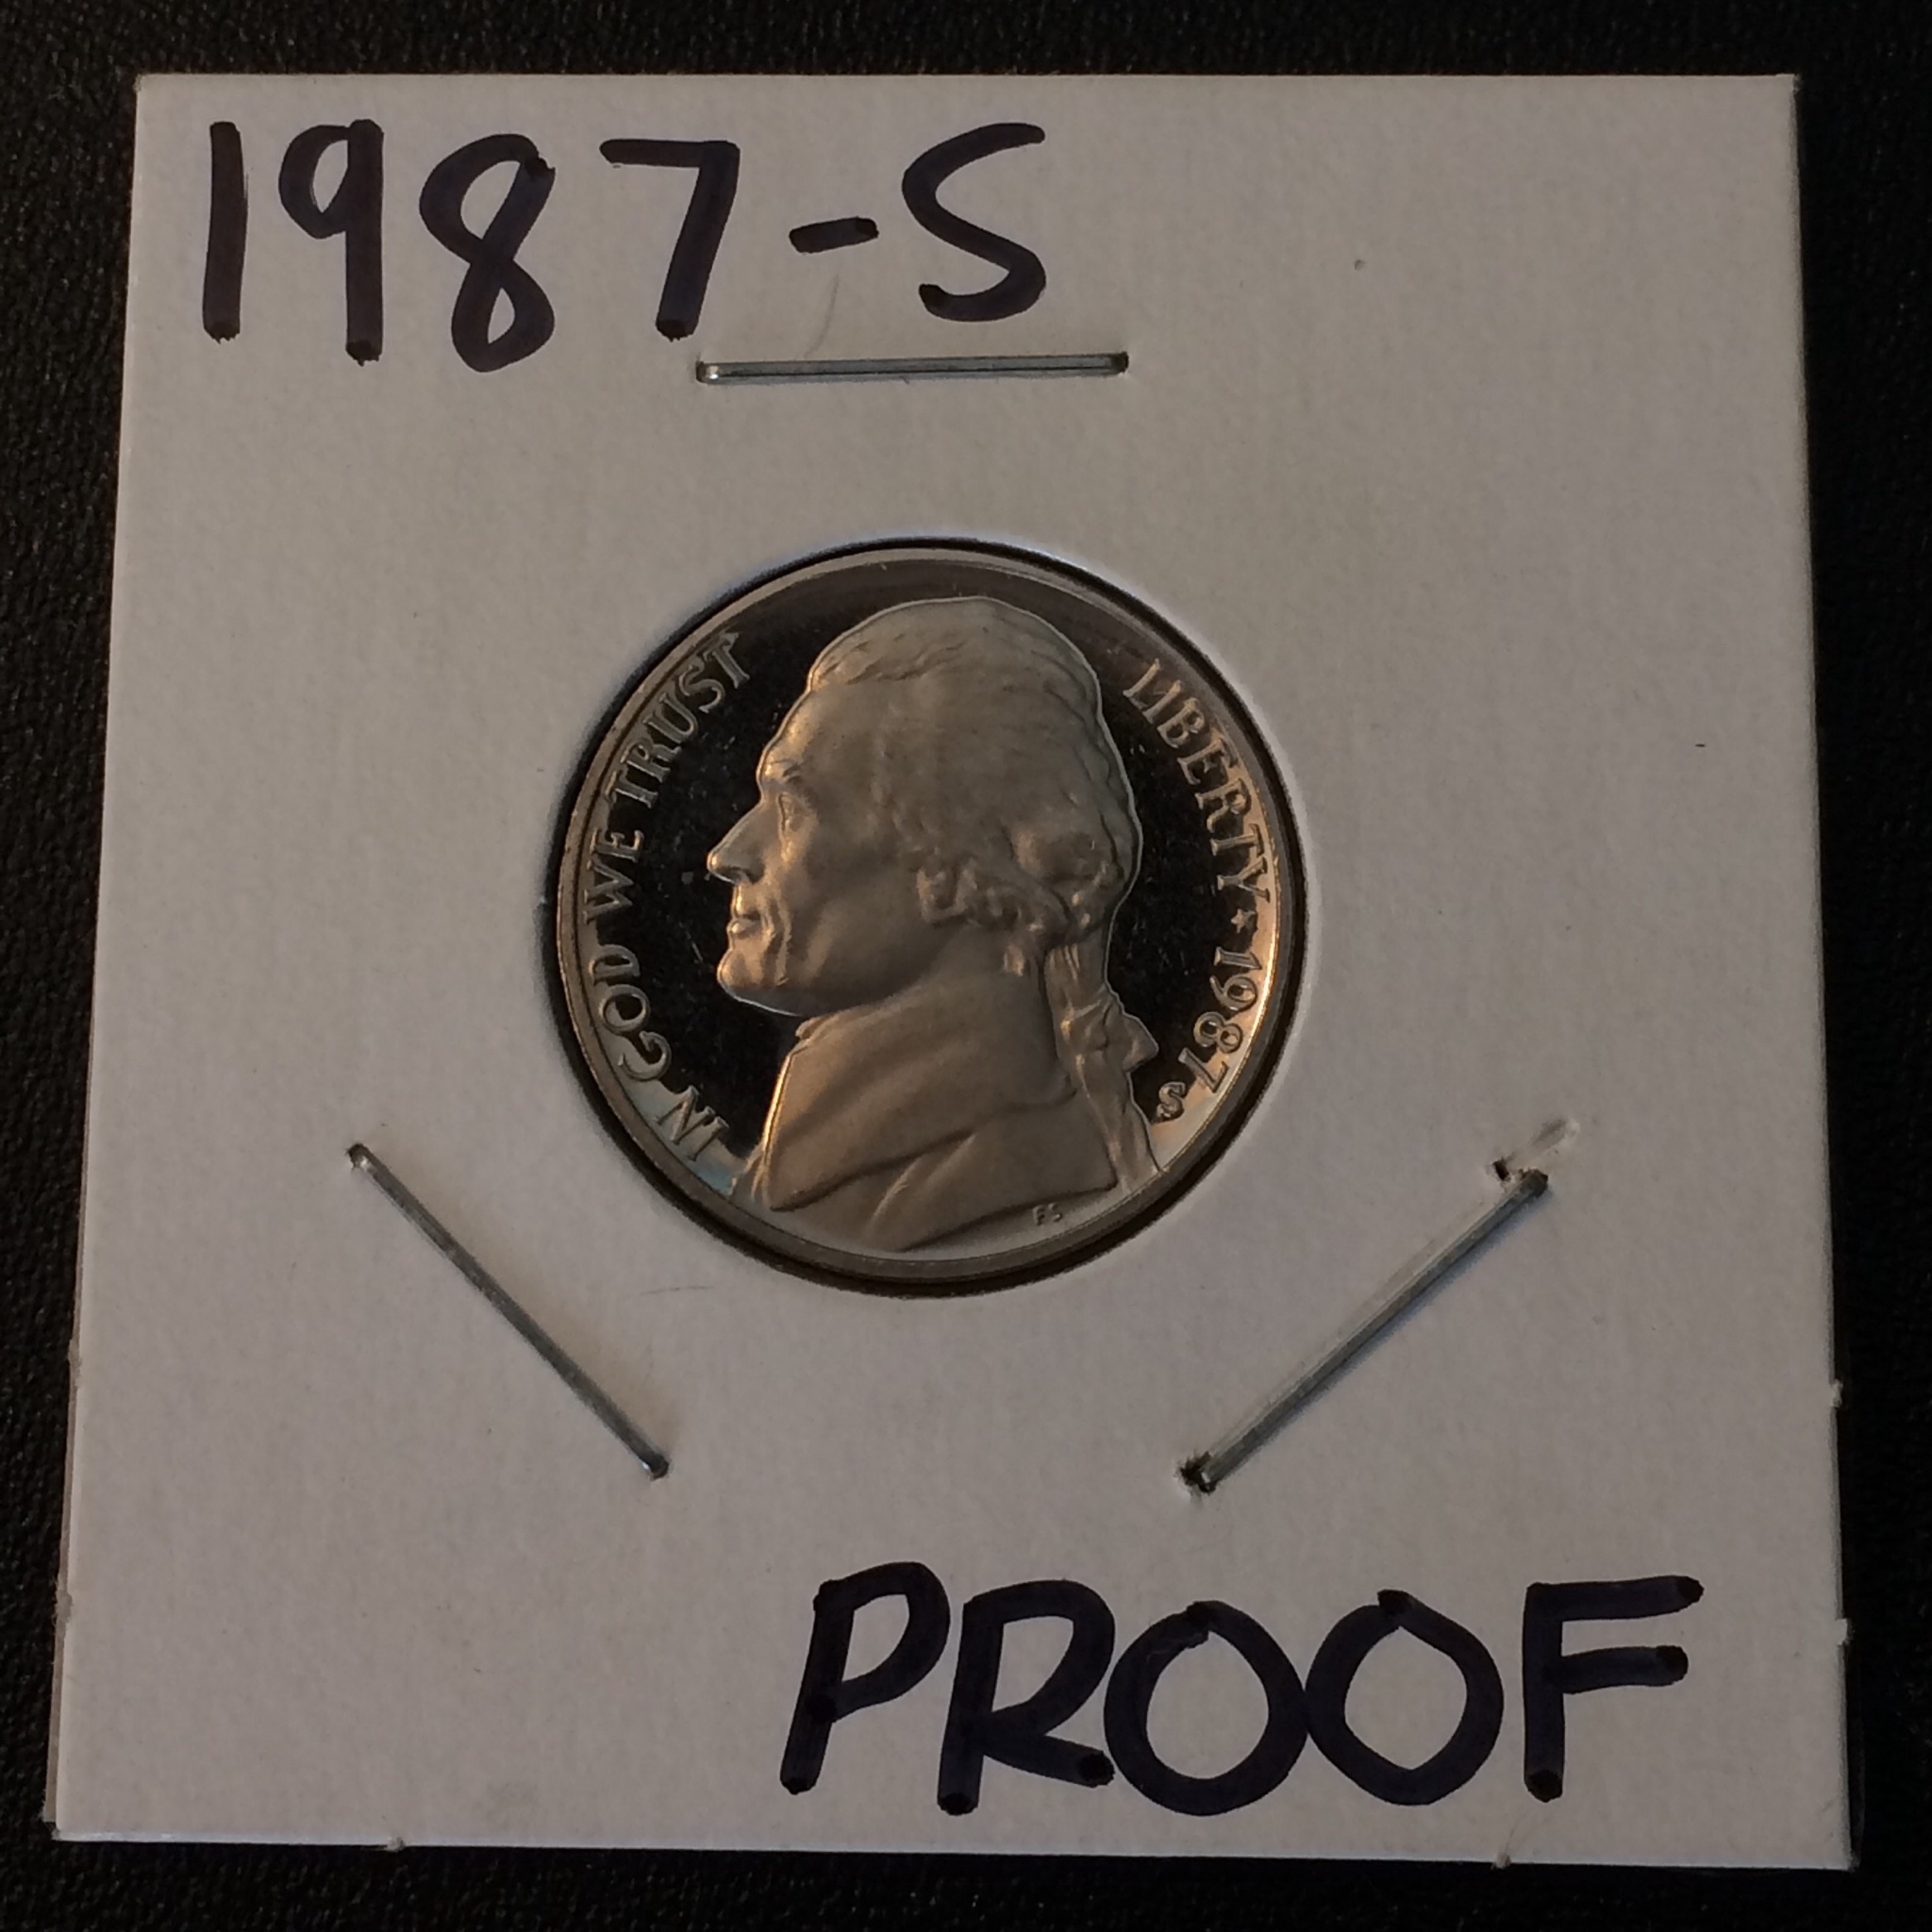 1987-S
IN GOD WE TRUST
LIBERTY ★ 1987
S
FS
PROOF